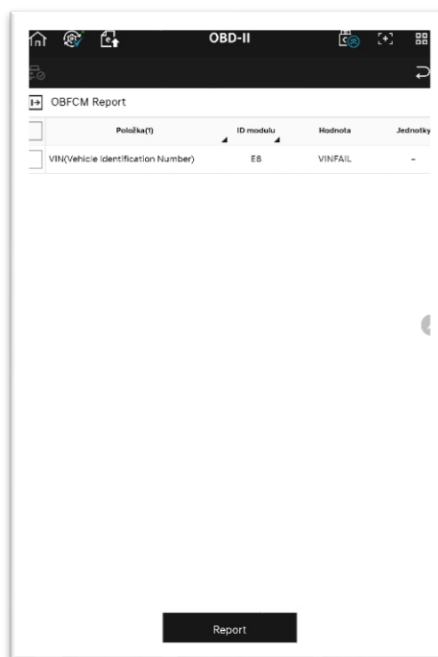 OBD-II
OBFCM Report
Položka(1) ID modulu Hodnota Jednotky
VIN(Vehicle Identification Number) E8 VINFAIL -
Report